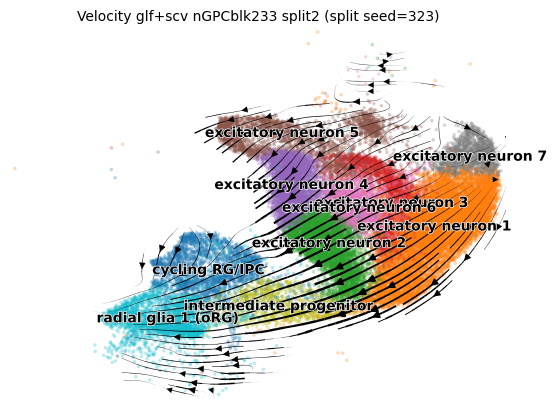 Velocity glf+scv nGPCblk233 split2 (split seed=323)
excitatory neuron 5
excitatory neuron 7
excitatory neuron 4
excitatory neuron 3
excitatory neuron 6
excitatory neuron 1
excitatory neuron 2
cycling RG/IPC
intermediate progenitor
radial glia 1 (oRG)